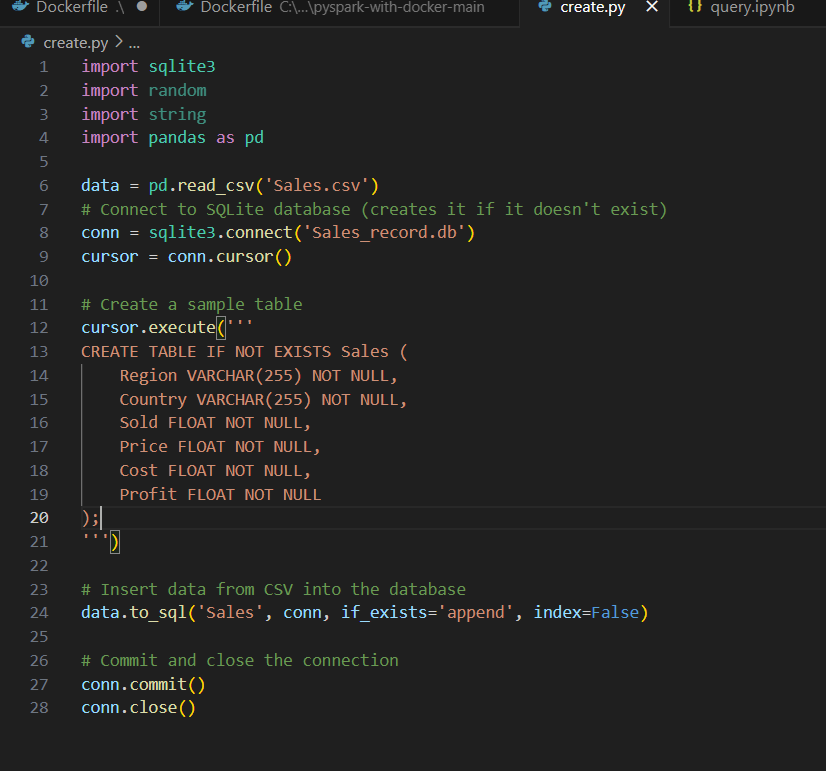 Dockerfile .\ ● Dockerfile C:\...\pyspark-with-docker-main create.py × {} query.ipynb
create.py > ...
1 import sqlite3
2 import random
3 import string
4 import pandas as pd
5
6 data = pd.read_csv('Sales.csv')
7 # Connect to SQLite database (creates it if it doesn't exist)
8 conn = sqlite3.connect('Sales_record.db')
9 cursor = conn.cursor()
10
11 # Create a sample table
12 cursor.execute('''
13 CREATE TABLE IF NOT EXISTS Sales (
14     Region VARCHAR(255) NOT NULL,
15     Country VARCHAR(255) NOT NULL,
16     Sold FLOAT NOT NULL,
17     Price FLOAT NOT NULL,
18     Cost FLOAT NOT NULL,
19     Profit FLOAT NOT NULL
20 );
21 ''')
22
23 # Insert data from CSV into the database
24 data.to_sql('Sales', conn, if_exists='append', index=False)
25
26 # Commit and close the connection
27 conn.commit()
28 conn.close()